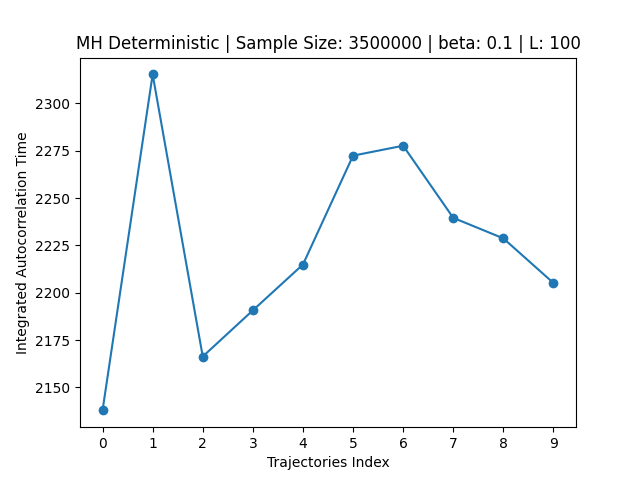 MH Deterministic | Sample Size: 3500000 | beta: 0.1 | L: 100
Integrated Autocorrelation Time
2300
2275
2250
2225
2200
2175
2150
0 1 2 3 4 5 6 7 8 9
Trajectories Index